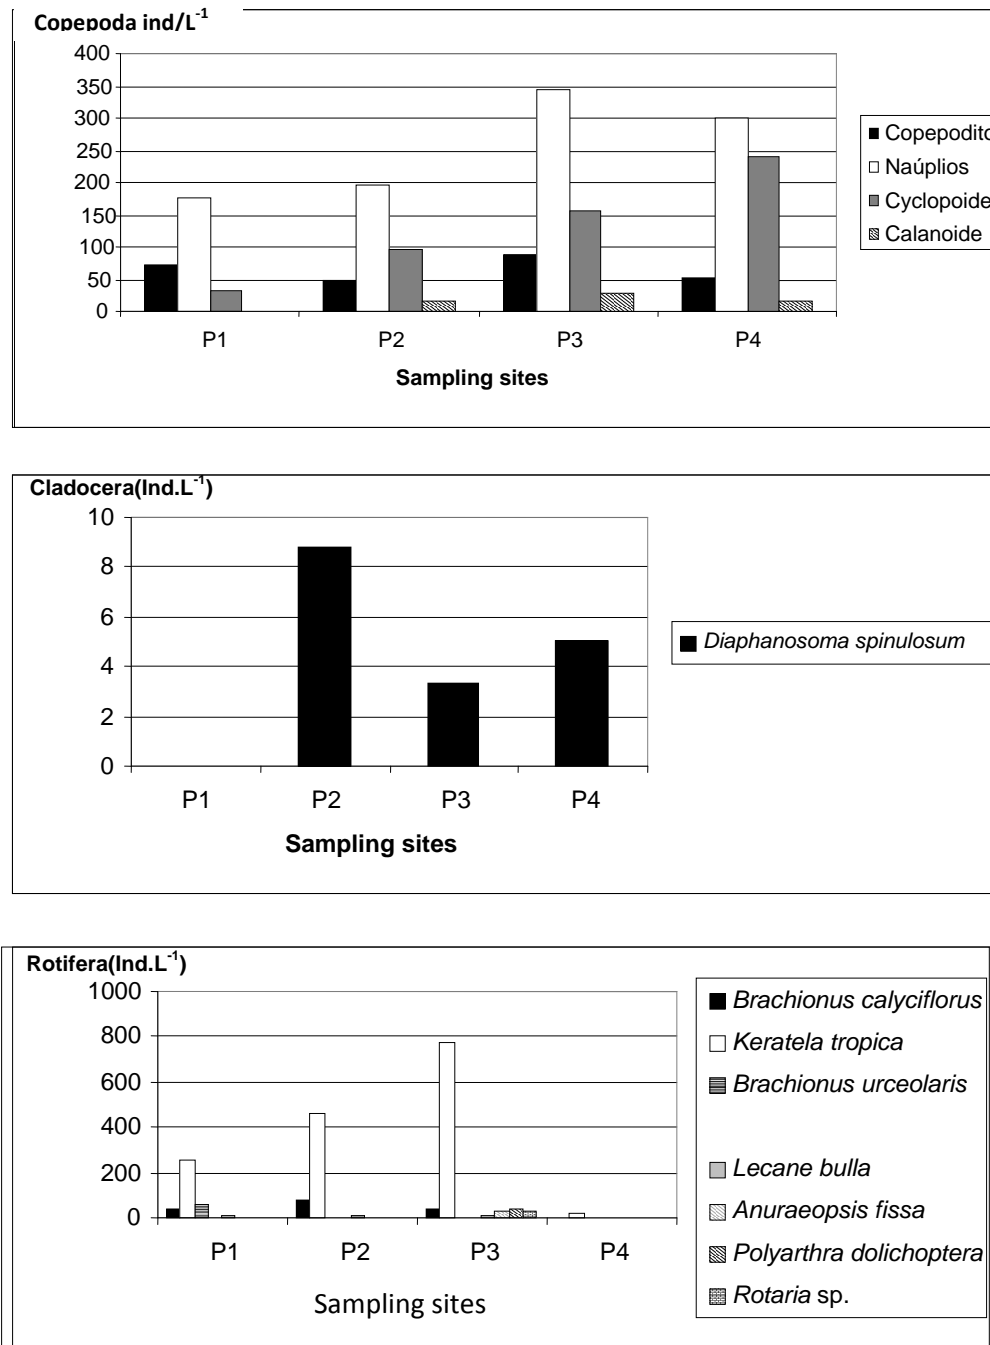 Copepoda ind/L-1
400
350
300
250
200
150
100
50
0
P1 P2 P3 P4
Sampling sites
Copepodito
Naúplios
Cyclopoide
Calanoide
Cladocera(Ind.L-1)
10
8
6
4
2
0
P1 P2 P3 P4
Sampling sites
Diaphanosoma spinulosum
Rotifera(Ind.L-1)
1000
800
600
400
200
0
P1 P2 P3 P4
Sampling sites
Brachionus calyciflorus
Keratela tropica
Brachionus urceolaris
Lecane bulla
Anuraeopsis fissa
Polyarthra dolichoptera
Rotaria sp.